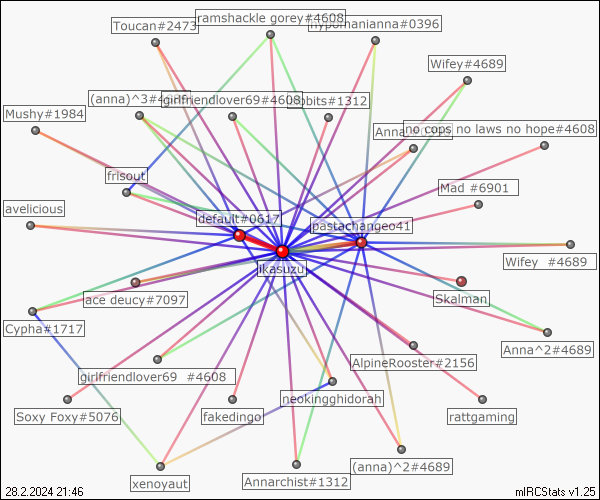 ramshackle gorey#4608
Toucan#2473
hypomanianna#0396
Wifey#4689
(anna)^3#4689
girlfriendlover69#4608
bbits#1312
Mushy#1984
Anna
no cops no laws no hope#4608
frisout
Mad #6901
avelicious
default#0617
pastachangeo41
likasuzu
Wifey #4689
ace deucy#7097
Skalman
Cypha#1717
Anna^2#4689
AlpineRooster#2156
girlfriendlover69 #4608
neokingghidorah
Soxy Foxy#5076
fakedingo
rattgaming
(anna)^2#4689
xenoyaut
Annarchist#1312
28.2.2024 21:46
mIRCStats v1.25